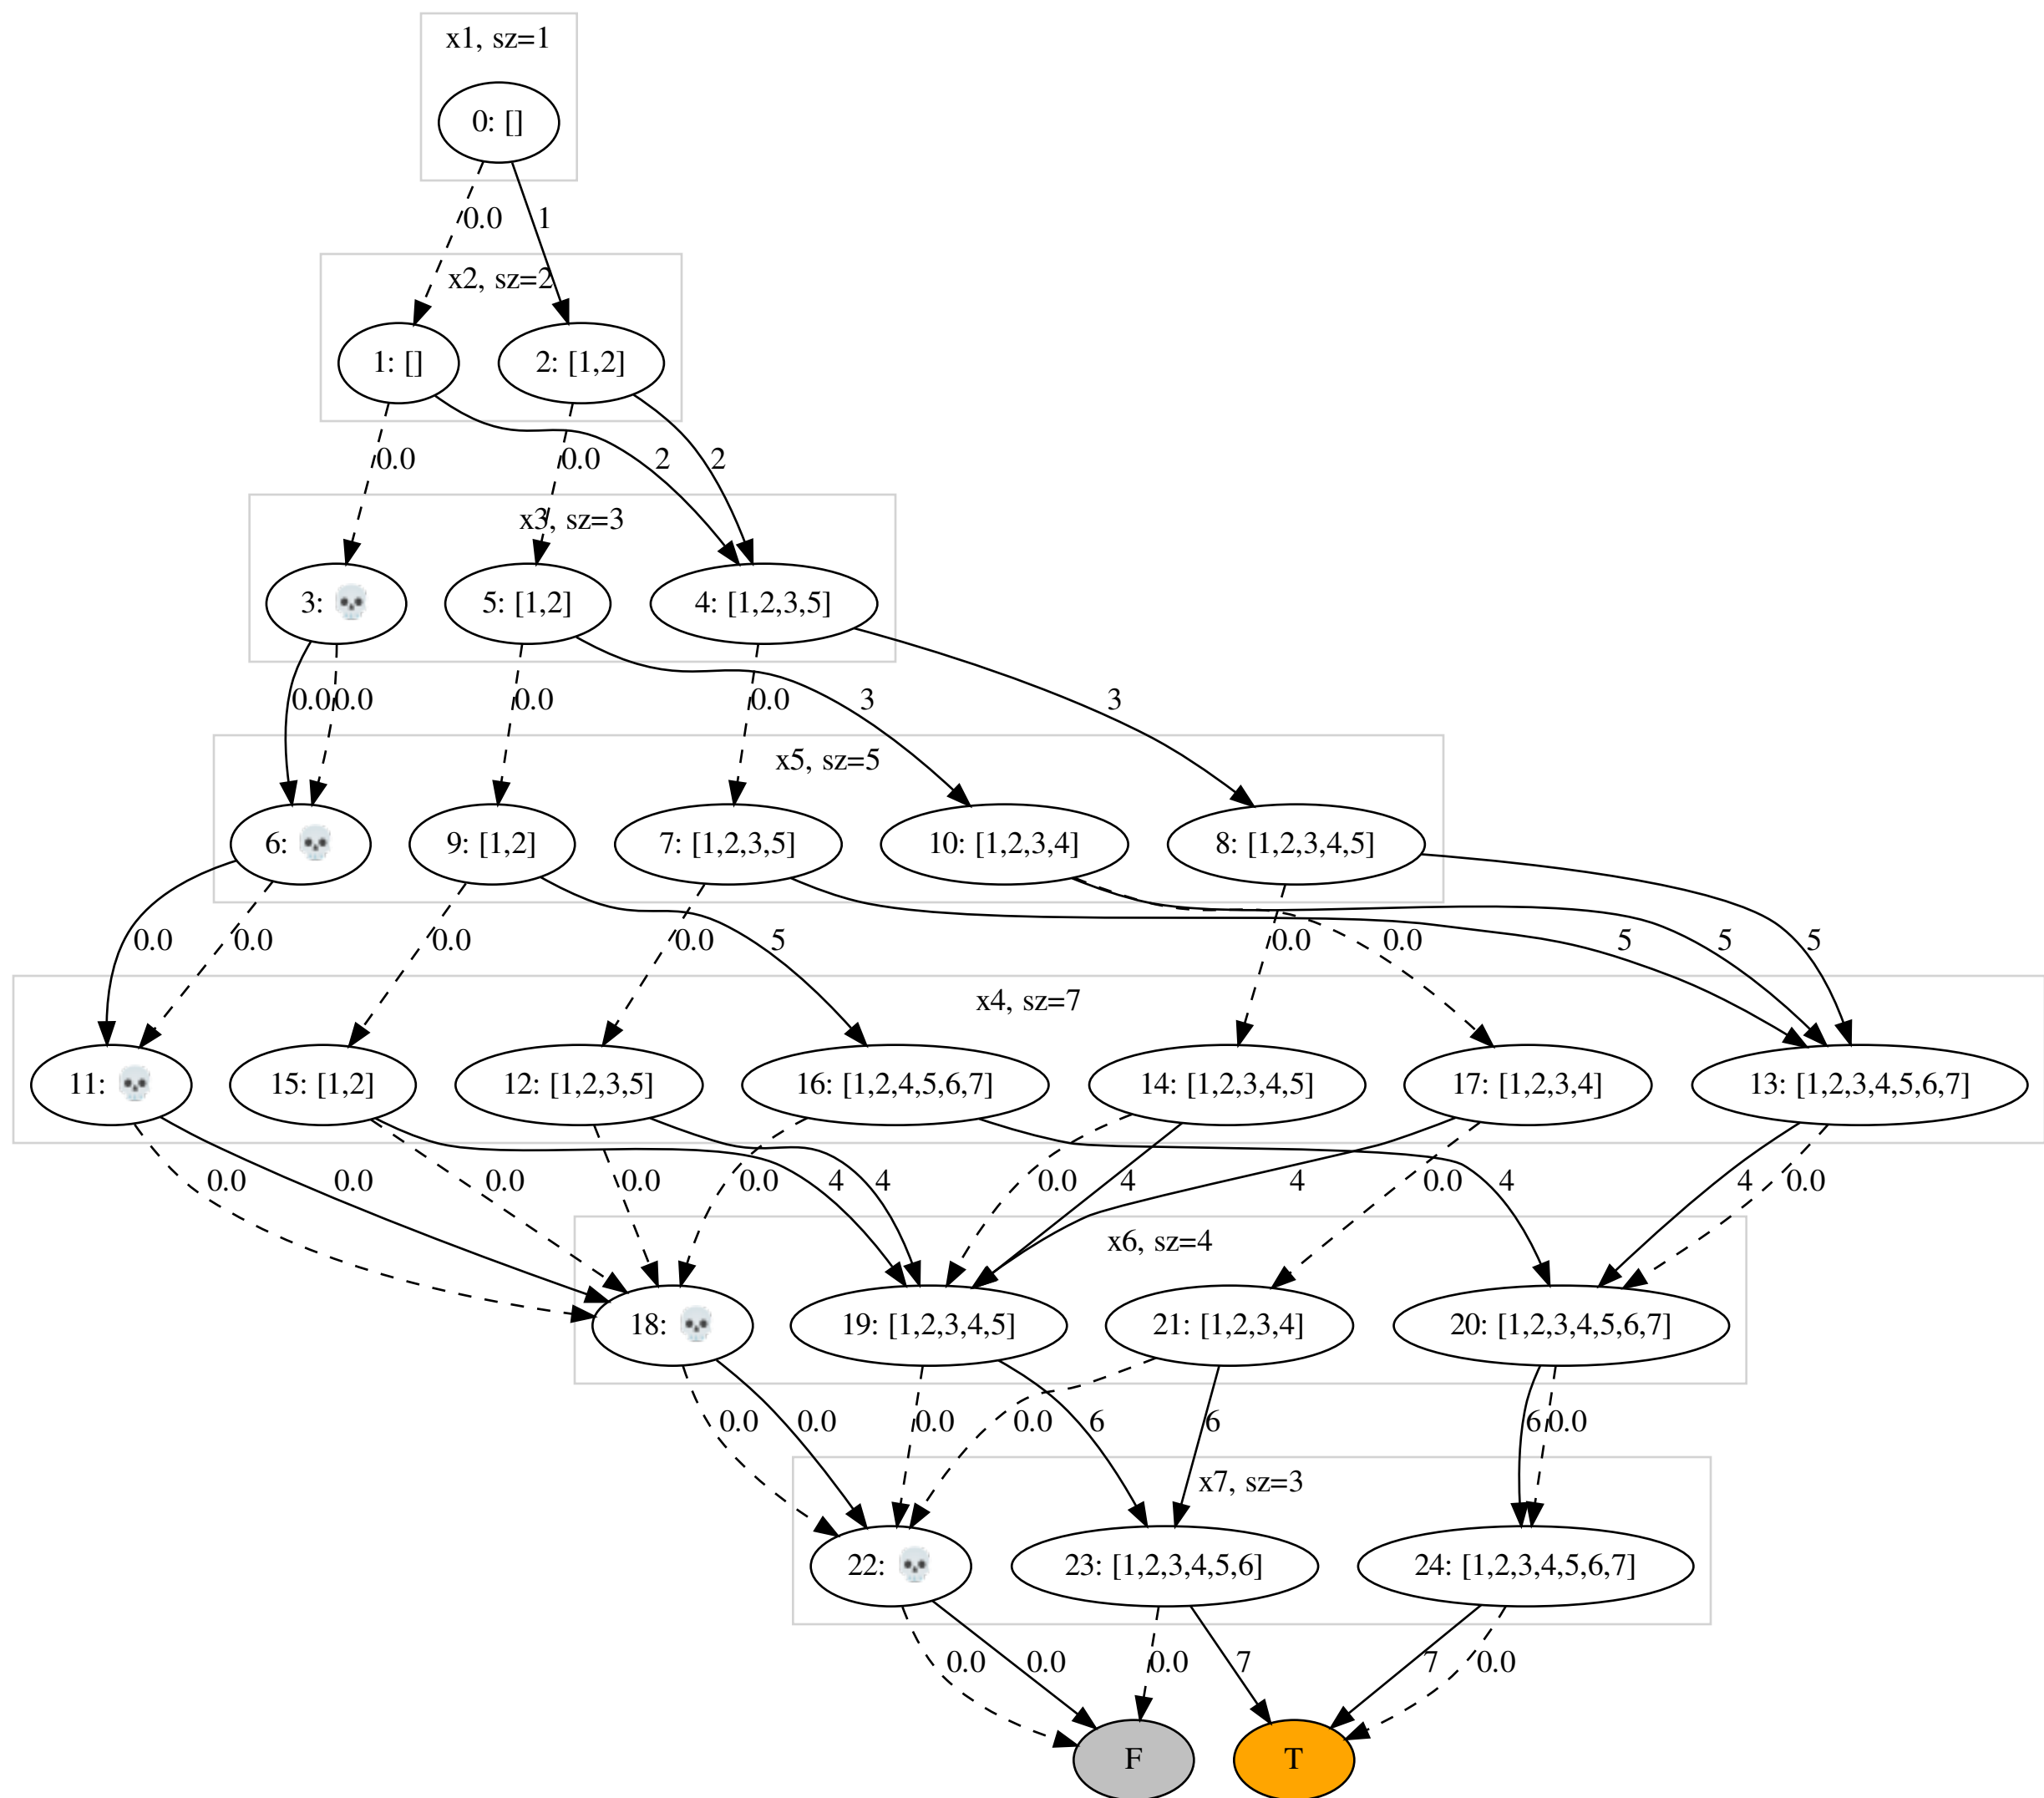 x1, sz=1
0: []
0.0 1
x2, sz=2
1: [] 2: [1,2]
0.0 0.0 2 2
x3, sz=3
3: 💀 5: [1,2] 4: [1,2,3,5]
0.0 0.0 0.0 0.0 3 3
x5, sz=5
6: 💀 9: [1,2] 7: [1,2,3,5] 10: [1,2,3,4] 8: [1,2,3,4,5]
0.0 0.0 0.0 0.0 5 0.0 0.0 5 5 5
x4, sz=7
11: 💀 15: [1,2] 12: [1,2,3,5] 16: [1,2,4,5,6,7] 14: [1,2,3,4,5] 17: [1,2,3,4] 13: [1,2,3,4,5,6,7]
0.0 0.0 0.0 0.0 0.0 4 4 0.0 4 4 0.0 4 4 0.0
x6, sz=4
18: 💀 19: [1,2,3,4,5] 21: [1,2,3,4] 20: [1,2,3,4,5,6,7]
0.0 0.0 0.0 0.0 6 6 6 0.0
x7, sz=3
22: 💀 23: [1,2,3,4,5,6] 24: [1,2,3,4,5,6,7]
0.0 0.0 0.0 7 7 0.0
F T